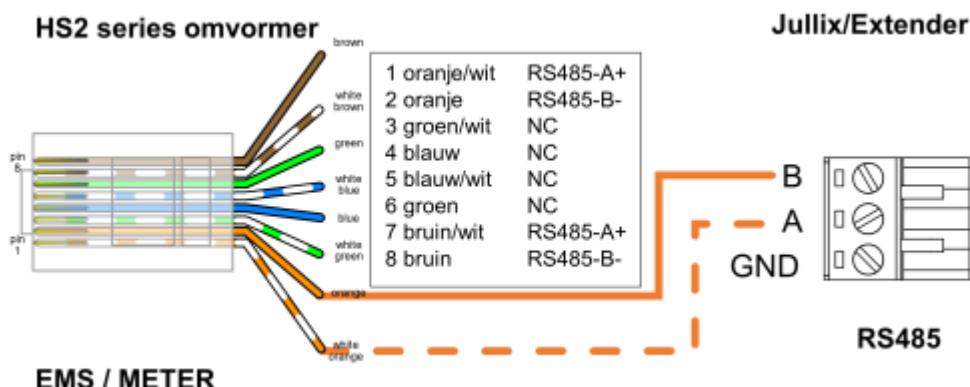 HS2 series omvormer
Jullix/Extender
brown
white
brown
green
white
blue
blue
white
green
orange
white
orange
pin
8
pin
1
1 oranje/wit RS485-A+
2 oranje RS485-B-
3 groen/wit NC
4 blauw NC
5 blauw/wit NC
6 groen NC
7 bruin/wit RS485-A+
8 bruin RS485-B-
B
A
GND
RS485
EMS / METER